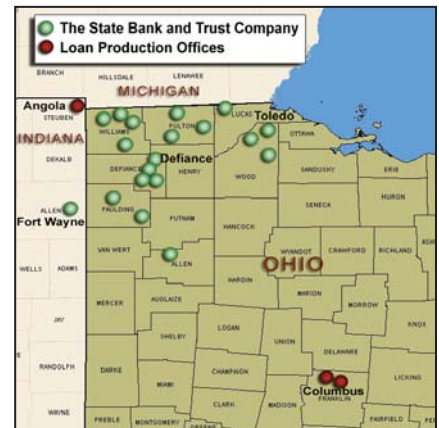 The State Bank and Trust Company
Loan Production Offices
BRANCH
HILLSDALE
LENAWEE
MICHIGAN
Angola
STEUBEN
LUCAS
Toledo
WILLIAMS
FULTON
OTTAWA
INDIANA
DEKALB
Defiance
DEFIANCE
HENRY
WOOD
SANDUSKY
ERIE
ALLEN
Fort Wayne
PAULDING
SENECA
HURON
PUTNAM
HANCOCK
VAN WERT
WYANDOT
CRAWFORD
RICHLAND
WELLS
ADAMS
ALLEN
OHIO
HARDIN
MARION
MERCER
AUGLAIZE
MORROW
JAY
LOGAN
KNOX
SHELBY
UNION
DELAWARE
RANDOLPH
DARKE
CHAMPAIGN
LICKING
MIAMI
Columbus
FRANKLIN
WAYNE
CLARK
MADISON
FAIRFIELD
PREBLE
MONTGOMERY